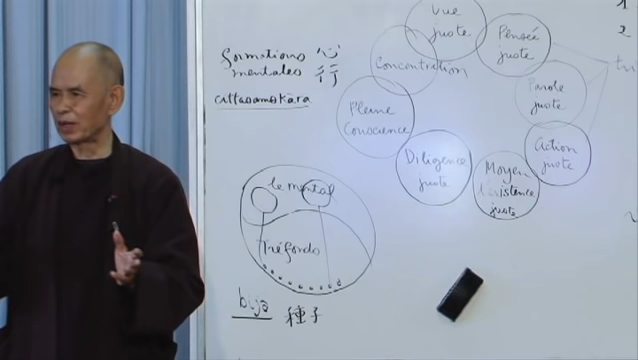 formations
mentales
心
行
cittasamskāra
Vue
juste
Pensée
juste
Parole
juste
Action
juste
Moyen
d'existence
juste
Diligence
juste
Pleine
Conscience
Concentration
le mental
Tréfonds
bija
種子
1
2